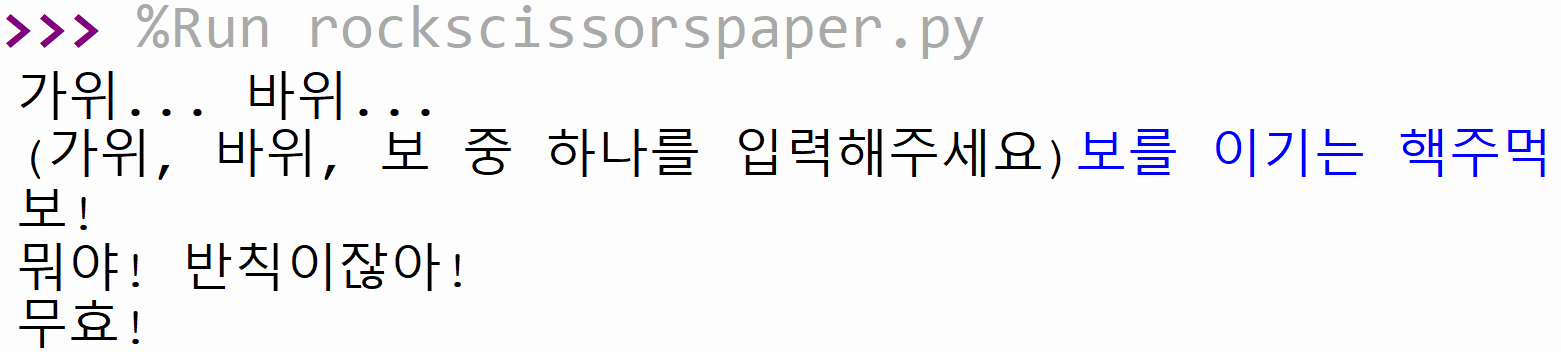 >>> %Run rockscissorspaper.py
가위... 바위...
(가위, 바위, 보 중 하나를 입력해주세요)보를 이기는 핵주먹
보!
뭐야! 반칙이잖아!
무효!